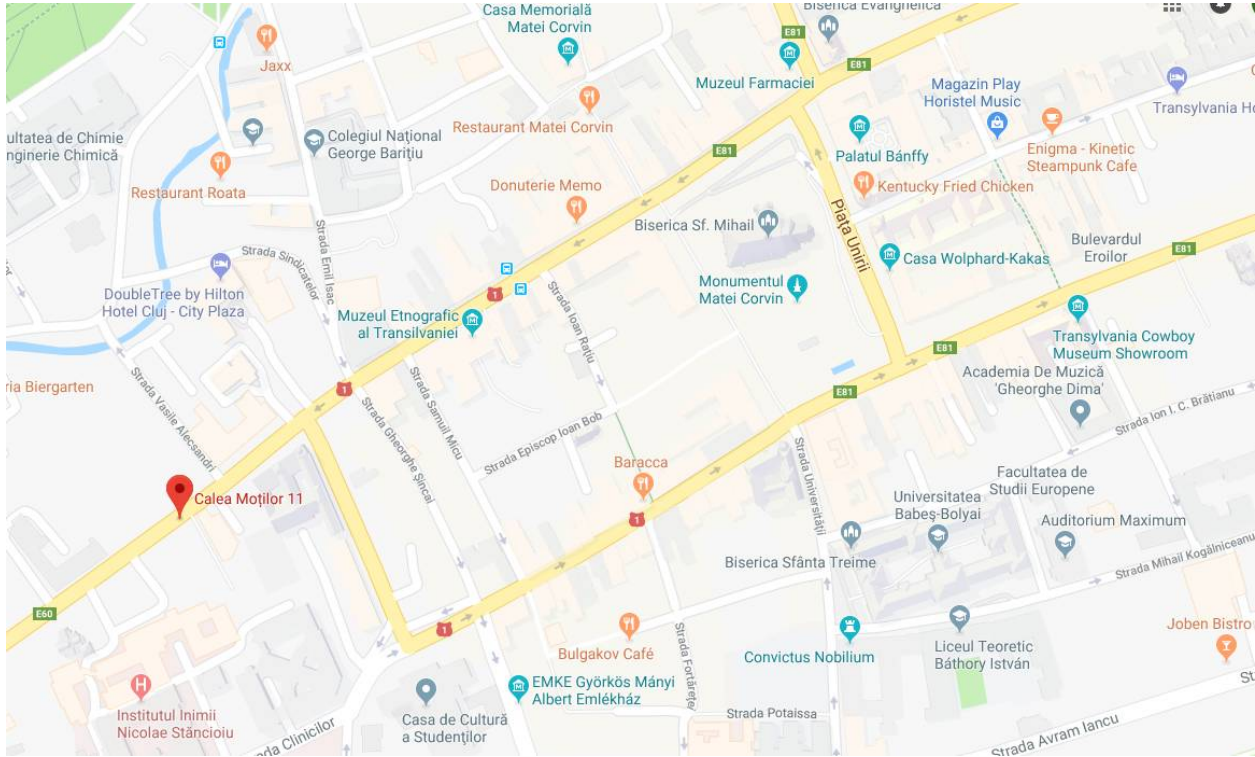 Casa Memorială
Matei Corvin
Biserica Evanghelică
E81
Jaxx
Muzeul Farmaciei
E81
Magazin Play
Horistel Music
Transylvania
ultatea de Chimie
nginerie Chimică
Colegiul Național
George Barițiu
Restaurant Matei Corvin
E81
Palatul Bánffy
Enigma - Kinetic
Steampunk Cafe
Restaurant Roata
Donuterie Memo
Kentucky Fried Chicken
Piața Unirii
Biserica Sf. Mihail
Strada Emil Isac
Strada Sindicatelor
Bulevardul
Eroilor
E81
Casa Wolphard-Kakas
DoubleTree by Hilton
Hotel Cluj - City Plaza
1
Monumentul
Matei Corvin
Muzeul Etnografic
al Transilvaniei
Strada Ioan Rațiu
Transylvania Cowboy
Museum Showroom
E81
Academia De Muzică
'Gheorghe Dima'
ria Biergarten
1
E81
Strada Vasile Alecsandri
Strada Gheorghe Șincai
Strada Samuil Micu
Strada Episcop Ioan Bob
Strada Ion I. C. Brătianu
Strada Universității
Baracca
Facultatea de
Studii Europene
Calea Moților 11
1
Universitatea
Babeș-Bolyai
Auditorium Maximum
Biserica Sfânta Treime
Strada Mihail Kogălniceanu
E60
1
Bulgakov Café
Convictus Nobilium
Liceul Teoretic
Báthory István
Joben Bistro
Strada Fortăreței
H
EMKE Györkös Mányi
Albert Emlékház
Institutul Inimii
Nicolae Stăncioiu
Casa de Cultură
a Studenților
Strada Potaissa
St
ada Clinicilor
Strada Avram Iancu